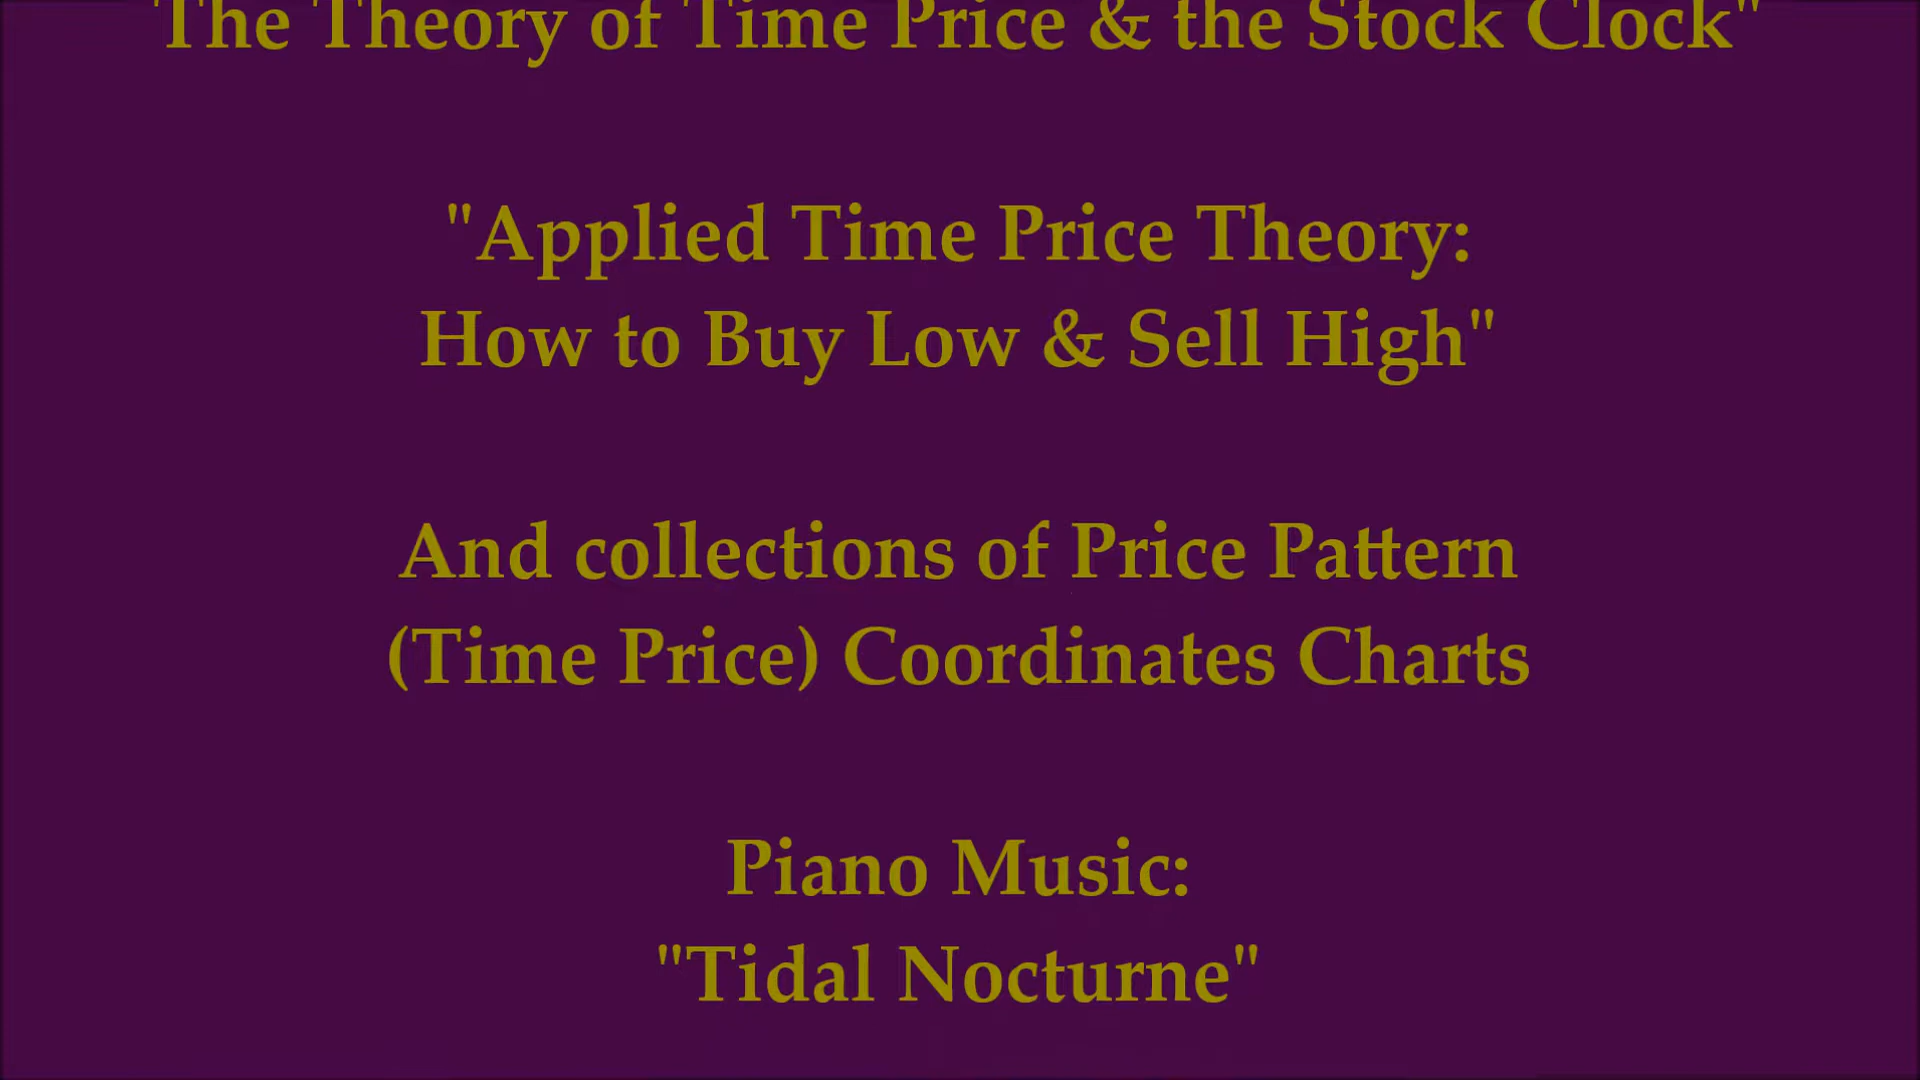 The Theory of Time Price & the Stock Clock"
"Applied Time Price Theory:
How to Buy Low & Sell High"
And collections of Price Pattern
(Time Price) Coordinates Charts
Piano Music:
"Tidal Nocturne"